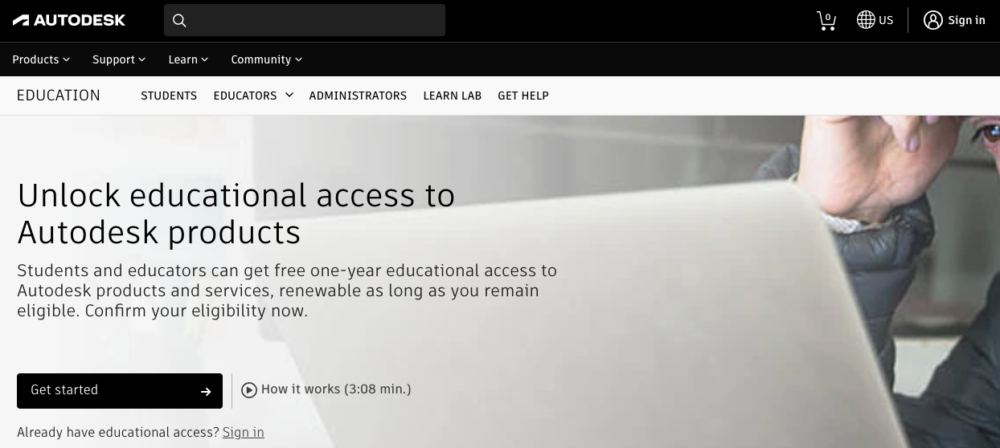 AUTODESK
0
US
Sign in
Products
Support
Learn
Community
EDUCATION
STUDENTS
EDUCATORS
ADMINISTRATORS
LEARN LAB
GET HELP
Unlock educational access to
Autodesk products
Students and educators can get free one-year educational access to
Autodesk products and services, renewable as long as you remain
eligible. Confirm your eligibility now.
Get started
How it works (3:08 min.)
Already have educational access? Sign in